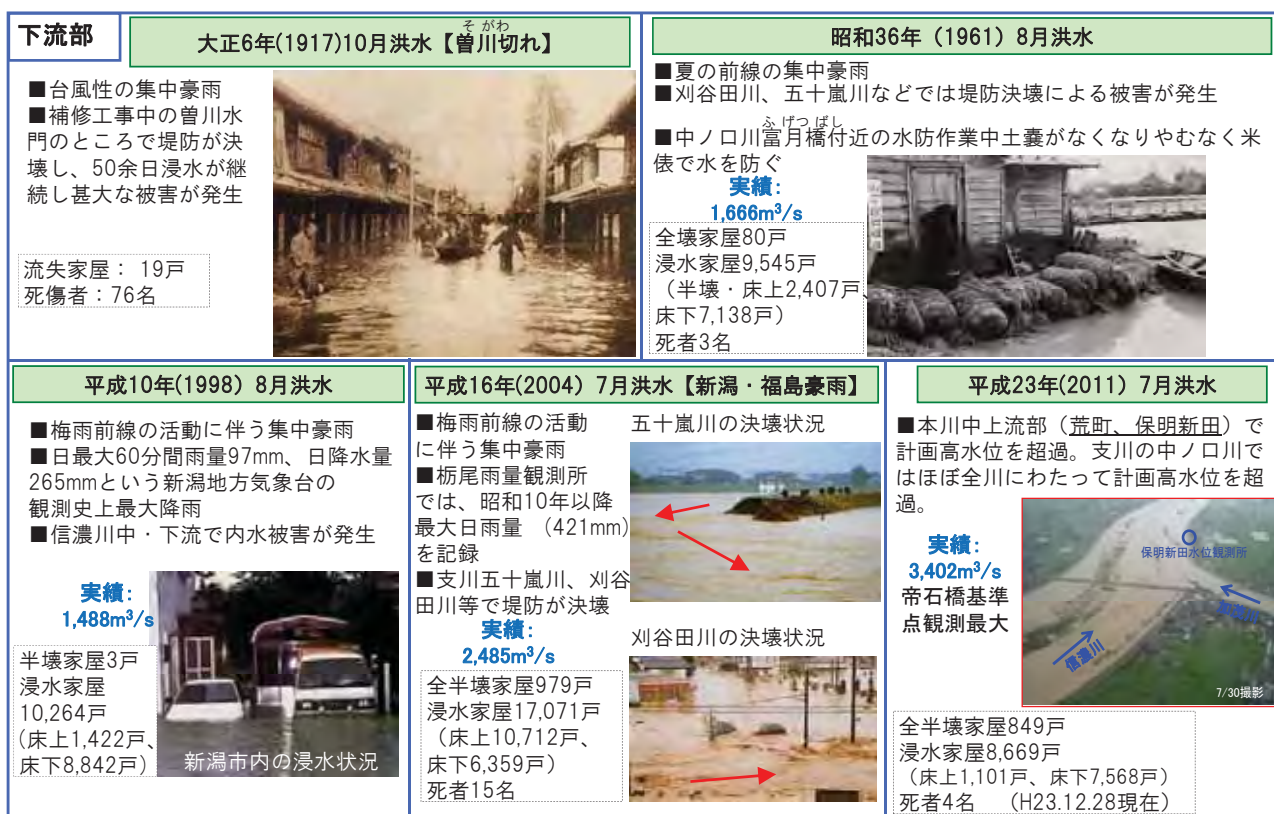 下流部
大正6年(1917)10月洪水【曽川切れ】
そがわ
■台風性の集中豪雨
■補修工事中の曽川水
門のところで堤防が決
壊し、50余日浸水が継
続し甚大な被害が発生
流失家屋： 19戸
死傷者：76名
昭和36年（1961）8月洪水
■夏の前線の集中豪雨
■刈谷田川、五十嵐川などでは堤防決壊による被害が発生
ふげつばし
■中ノ口川富月橋付近の水防作業中土嚢がなくなりやむなく米
俵で水を防ぐ
実績：
1,666m³/s
全壊家屋80戸
浸水家屋9,545戸
（半壊・床上2,407戸、
床下7,138戸）
死者3名
平成10年(1998）8月洪水
■梅雨前線の活動に伴う集中豪雨
■日最大60分間雨量97mm、日降水量
265mmという新潟地方気象台の
観測史上最大降雨
■信濃川中・下流で内水被害が発生
実績：
1,488m³/s
半壊家屋3戸
浸水家屋
10,264戸
（床上1,422戸、
床下8,842戸）
新潟市内の浸水状況
平成16年(2004）7月洪水【新潟・福島豪雨】
■梅雨前線の活動
に伴う集中豪雨
■栃尾雨量観測所
では、昭和10年以降
最大日雨量 （421mm）
を記録
■支川五十嵐川、刈谷
田川等で堤防が決壊
実績：
2,485m³/s
全半壊家屋979戸
浸水家屋17,071戸
（床上10,712戸、
床下6,359戸）
死者15名
五十嵐川の決壊状況
刈谷田川の決壊状況
平成23年(2011）7月洪水
■本川中上流部（荒町、保明新田）で
計画高水位を超過。支川の中ノ口川で
はほぼ全川にわたって計画高水位を超
過。
実績：
3,402m³/s
帝石橋基準
点観測最大
保明新田水位観測所
加茂川
信濃川
7/30撮影
全半壊家屋849戸
浸水家屋8,669戸
（床上1,101戸、床下7,568戸）
死者4名 （H23.12.28現在）